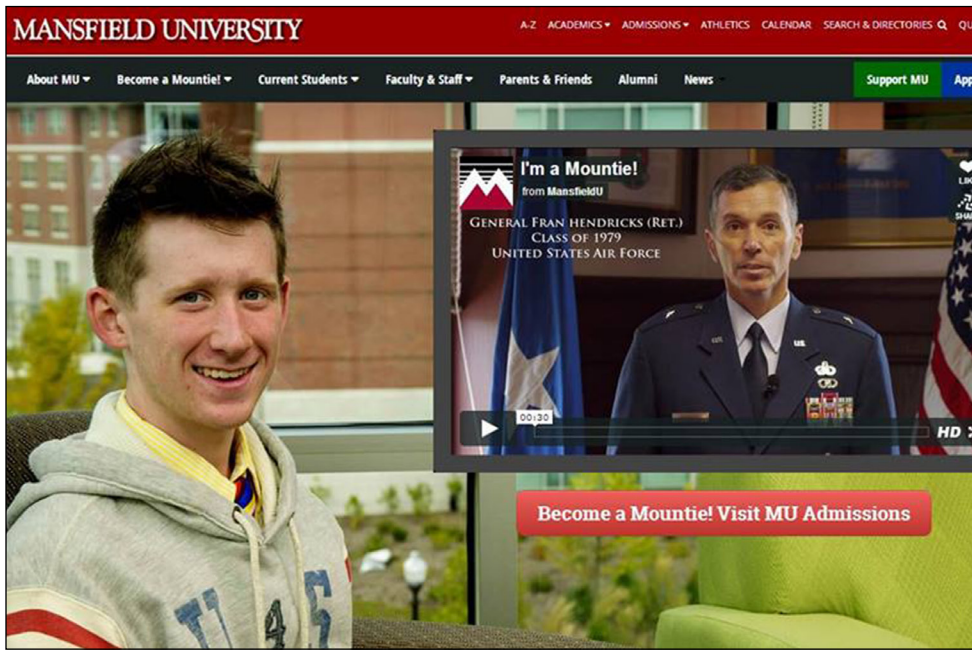 MANSFIELD UNIVERSITY
A-Z ACADEMICS ADMISSIONS ATHLETICS CALENDAR SEARCH & DIRECTORIES
About MU Become a Mountie! Current Students Faculty & Staff Parents & Friends Alumni News Support MU
I'm a Mountie!
from MansfieldU
GENERAL FRAN HENDRICKS (RET.)
CLASS OF 1979
UNITED STATES AIR FORCE
U.S.
00:30
HD
Become a Mountie! Visit MU Admissions